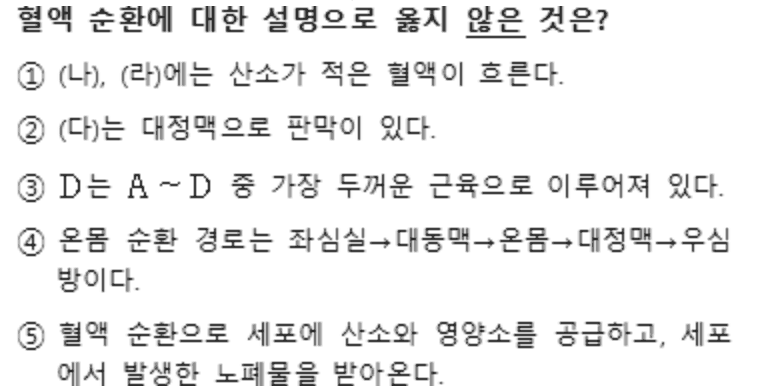 혈액 순환에 대한 설명으로 옳지 않은 것은?
① (나), (라)에는 산소가 적은 혈액이 흐른다.
② (다)는 대정맥으로 판막이 있다.
③ D는 A ~ D 중 가장 두꺼운 근육으로 이루어져 있다.
④ 온몸 순환 경로는 좌심실→대동맥→온몸→대정맥→우심
방이다.
⑤ 혈액 순환으로 세포에 산소와 영양소를 공급하고, 세포
에서 발생한 노폐물을 받아온다.